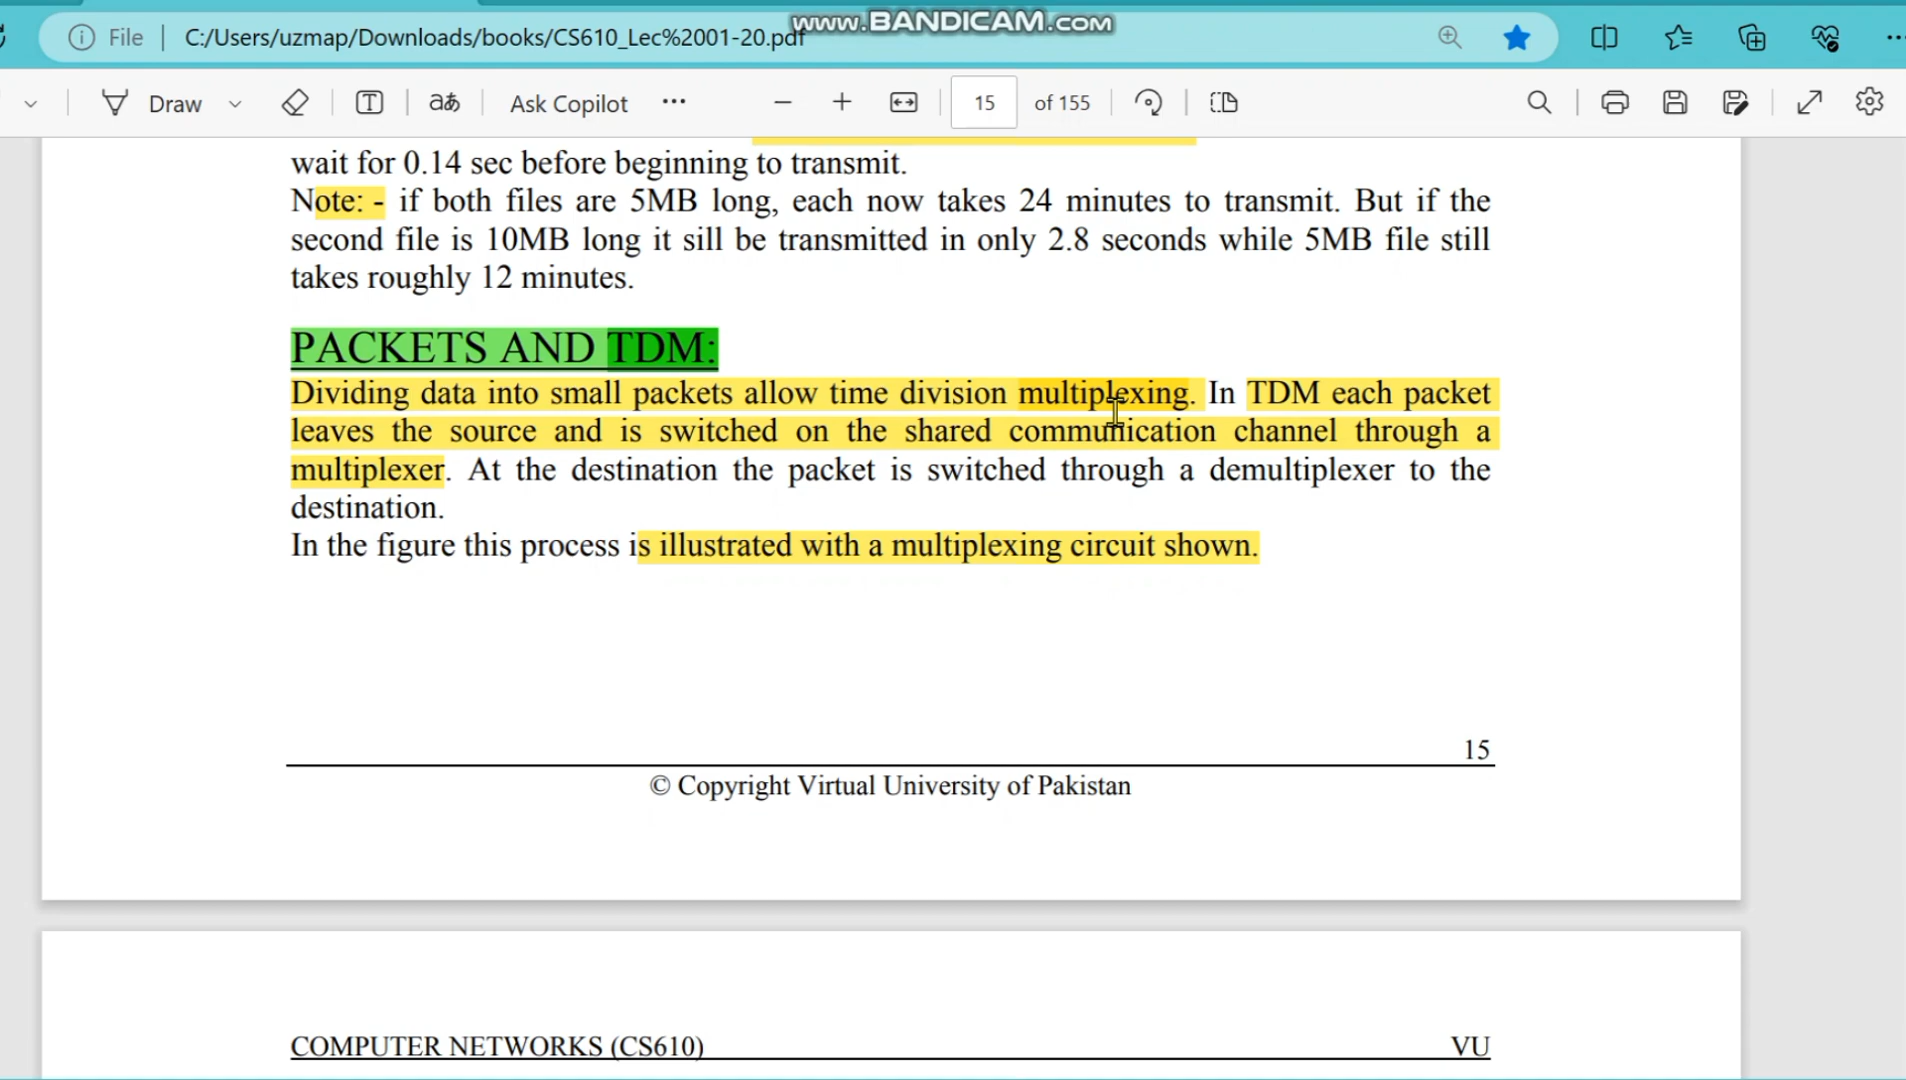 www.BANDICAM.com
File C:/Users/uzmap/Downloads/books/CS610_Lec%2001-20.pdf
Draw aあ Ask Copilot 15 of 155
wait for 0.14 sec before beginning to transmit.
Note: - if both files are 5MB long, each now takes 24 minutes to transmit. But if the
second file is 10MB long it sill be transmitted in only 2.8 seconds while 5MB file still
takes roughly 12 minutes.
PACKETS AND TDM:
Dividing data into small packets allow time division multiplexing. In TDM each packet
leaves the source and is switched on the shared communication channel through a
multiplexer. At the destination the packet is switched through a demultiplexer to the
destination.
In the figure this process is illustrated with a multiplexing circuit shown.
15
© Copyright Virtual University of Pakistan
COMPUTER NETWORKS (CS610) VU